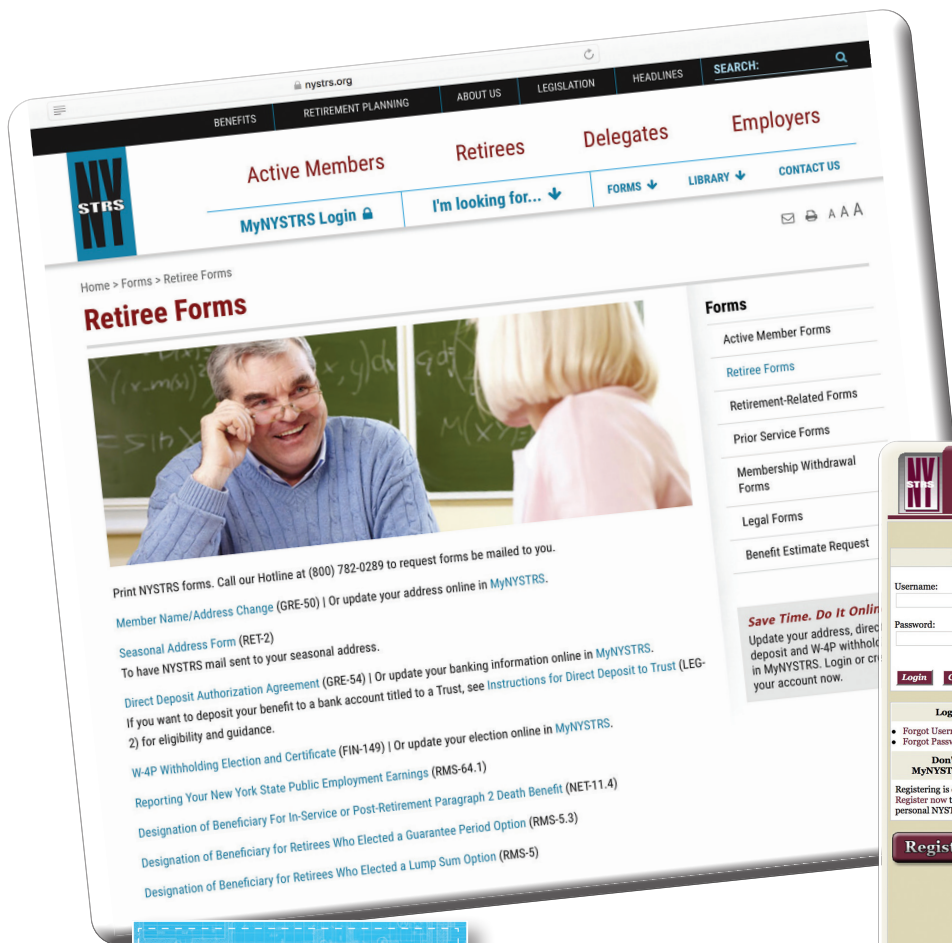 nystrs.org
BENEFITS RETIREMENT PLANNING ABOUT US LEGISLATION HEADLINES SEARCH:
NY
STRS
NY
Active Members Retirees Delegates Employers
MyNYSTRS Login I'm looking for... FORMS LIBRARY CONTACT US
A A A
Home > Forms > Retiree Forms
Retiree Forms
Print NYSTRS forms. Call our Hotline at (800) 782-0289 to request forms be mailed to you.
Member Name/Address Change (GRE-50) | Or update your address online in MyNYSTRS.
Seasonal Address Form (RET-2)
To have NYSTRS mail sent to your seasonal address.
Direct Deposit Authorization Agreement (GRE-54) | Or update your banking information online in MyNYSTRS.
If you want to deposit your benefit to a bank account titled to a Trust, see Instructions for Direct Deposit to Trust (LEG-
2) for eligibility and guidance.
W-4P Withholding Election and Certificate (FIN-149) | Or update your election online in MyNYSTRS.
Reporting Your New York State Public Employment Earnings (RMS-64.1)
Designation of Beneficiary For In-Service or Post-Retirement Paragraph 2 Death Benefit (NET-11.4)
Designation of Beneficiary for Retirees Who Elected a Guarantee Period Option (RMS-5.3)
Designation of Beneficiary for Retirees Who Elected a Lump Sum Option (RMS-5)
Forms
Active Member Forms
Retiree Forms
Retirement-Related Forms
Prior Service Forms
Membership Withdrawal
Forms
Legal Forms
Benefit Estimate Request
Save Time. Do It Onlin
Update your address, direc
deposit and W-4P withhold
in MyNYSTRS. Login or cre
your account now.
NY
STRS
NY
Username:
Password:
Login
Log
Forgot Usern
Forgot Passw
Don'
MyNYST
Registering is
Register now t
personal NYST
Regist